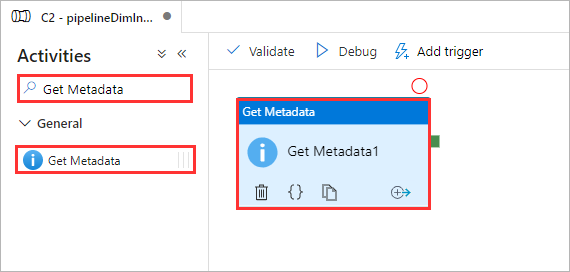 C2 - pipelineDimIn...
Activities
Validate
Debug
Add trigger
Get Metadata
General
Get Metadata
Get Metadata
Get Metadata1